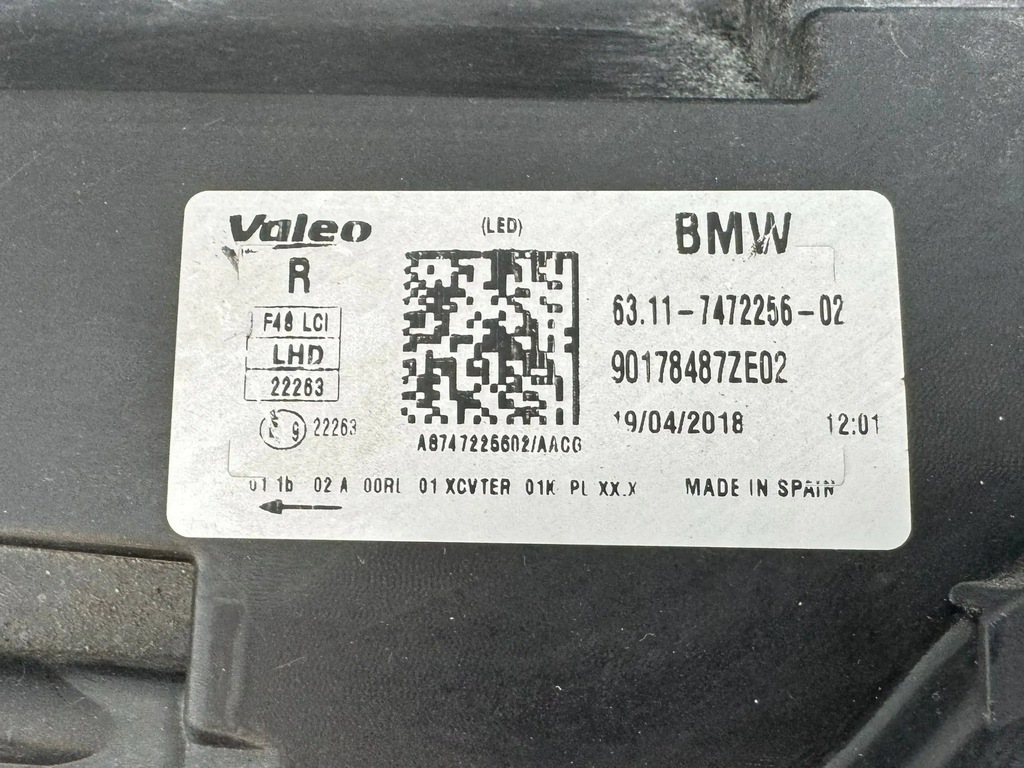 Valeo
(LED)
BMW
R
F48 LCI
LHD
22263
63.11-7472256-02
90178487ZE02
22263
19/04/2018
12:01
A8747225602/AACG
01 1b 02 A 00RL 01 XCVTER 01K PL XX.X
MADE IN SPAIN